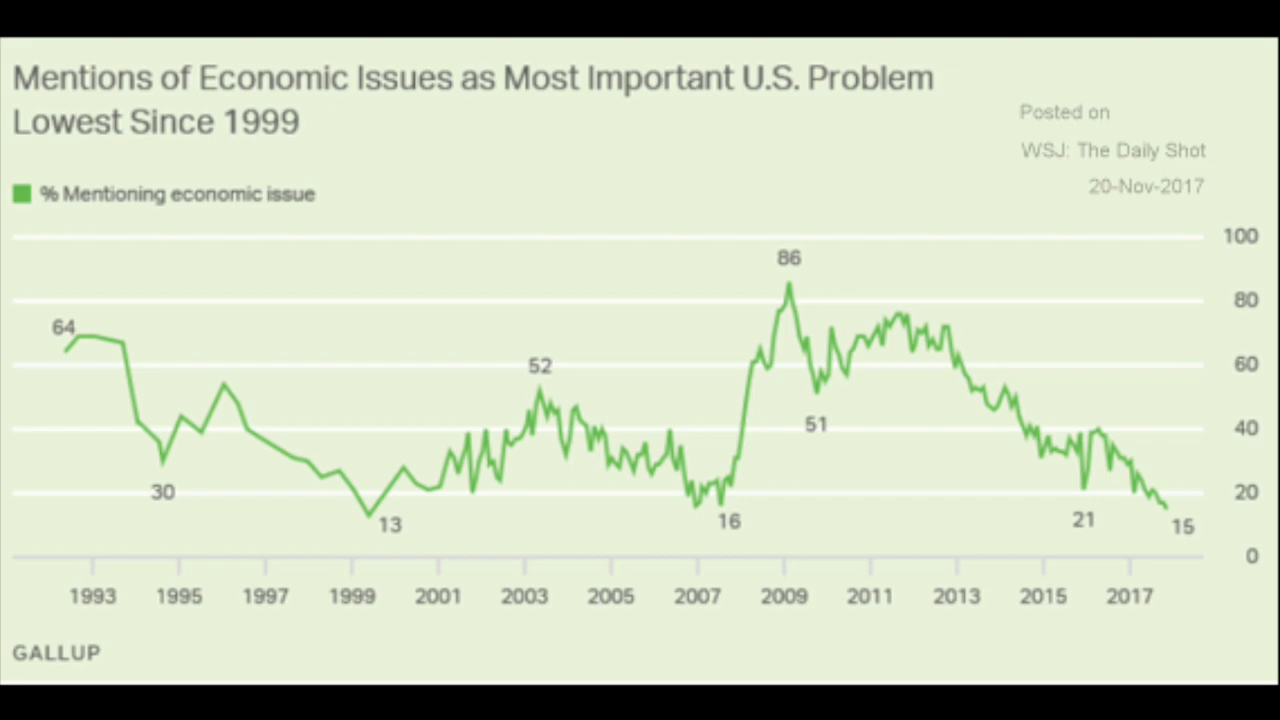 Mentions of Economic Issues as Most Important U.S. Problem
Lowest Since 1999
Posted on
WSJ: The Daily Shot
20-Nov-2017
% Mentioning economic issue
100
86
80
64
60
52
51
40
30
20
13
16
21
15
0
1993 1995 1997 1999 2001 2003 2005 2007 2009 2011 2013 2015 2017
GALLUP